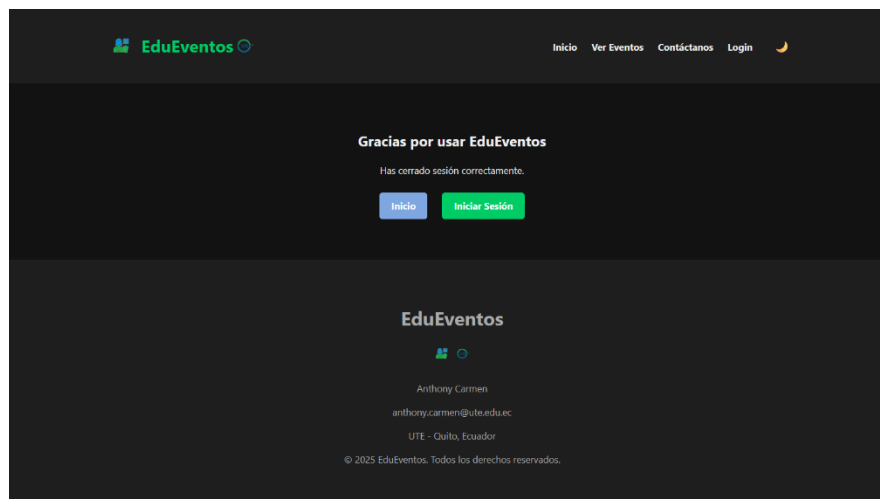 EduEventos
Inicio Ver Eventos Contáctanos Login
Gracias por usar EduEventos
Has cerrado sesión correctamente.
Inicio Iniciar Sesión
EduEventos
Anthony Carmen
anthony.carmen@ute.edu.ec
UTE - Quito, Ecuador
© 2025 EduEventos. Todos los derechos reservados.